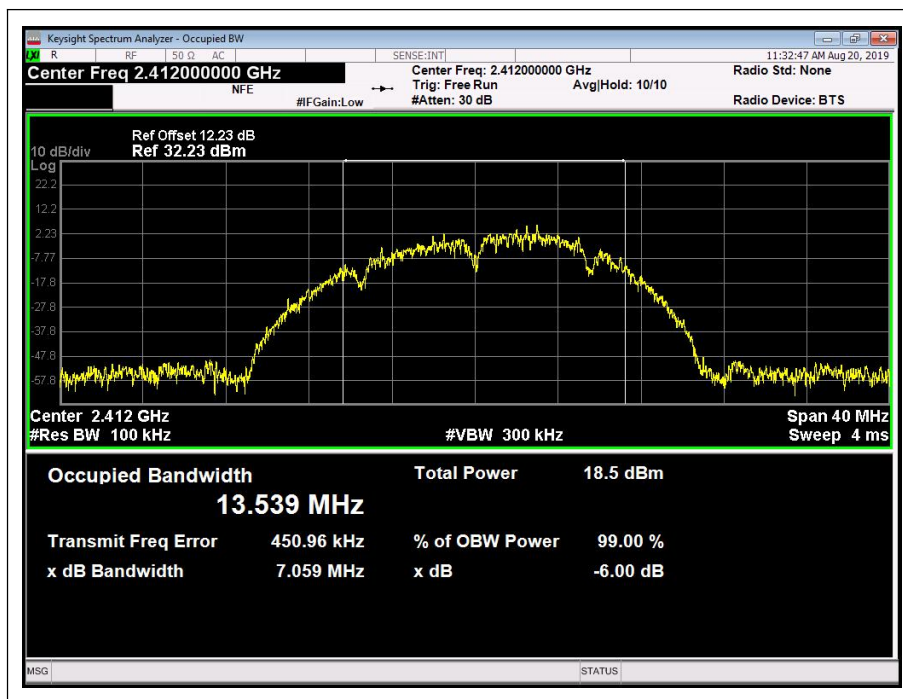 Keysight Spectrum Analyzer - Occupied BW
LXI R RF 50 Ω AC SENSE:INT 11:32:47 AM Aug 20, 2019
Center Freq 2.412000000 GHz Center Freq: 2.412000000 GHz Radio Std: None
NFE Trig: Free Run Avg|Hold: 10/10
#IFGain:Low #Atten: 30 dB Radio Device: BTS
Ref Offset 12.23 dB
10 dB/div Ref 32.23 dBm
Log
22.2
12.2
2.23
-7.77
-17.8
-27.8
-37.8
-47.8
-57.8
Center 2.412 GHz Span 40 MHz
#Res BW 100 kHz #VBW 300 kHz Sweep 4 ms
Occupied Bandwidth Total Power 18.5 dBm
13.539 MHz
Transmit Freq Error 450.96 kHz % of OBW Power 99.00 %
x dB Bandwidth 7.059 MHz x dB -6.00 dB
MSG STATUS